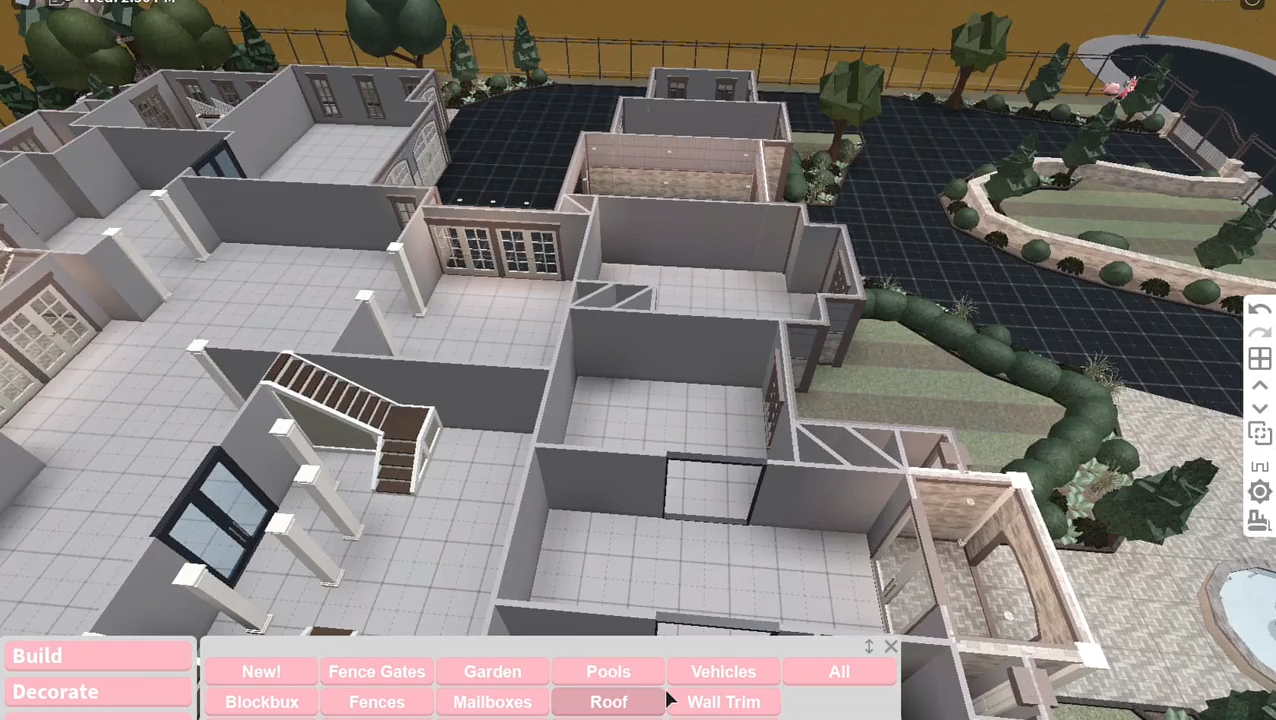 Build
Decorate
New! Fence Gates Garden Pools Vehicles All
Blockbux Fences Mailboxes Roof Wall Trim